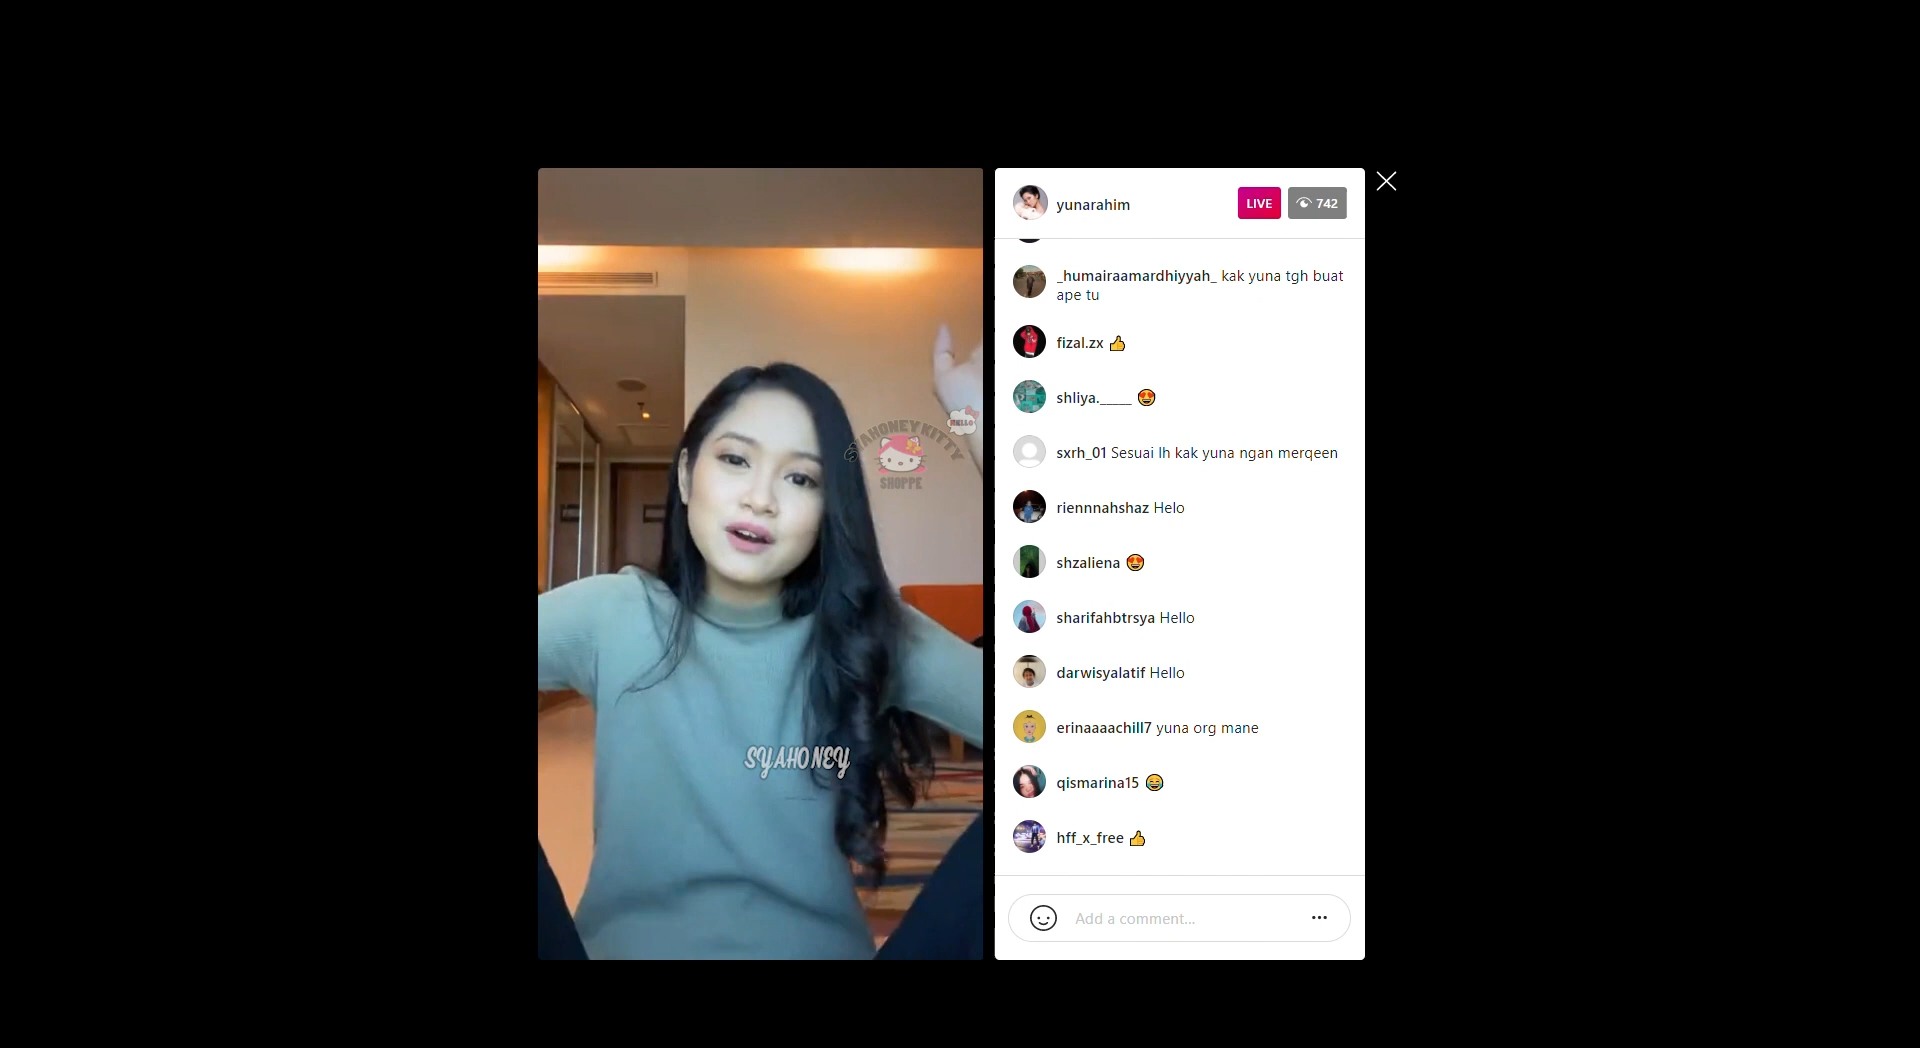 SYAHONEYKITTY
HELLO
SHOPPE
SYAHONEY
yunarahim
LIVE
742
_humairaamardhiyyah_ kak yuna tgh buat
ape tu
fizal.zx 👍
shliya._____ 😍
sxrh_01 Sesuai lh kak yuna ngan merqeen
riennnahshaz Helo
shzaliena 😍
sharifahbtrsya Hello
darwisyalatif Hello
erinaaaachill7 yuna org mane
qismarina15 😂
hff_x_free 👍
Add a comment...